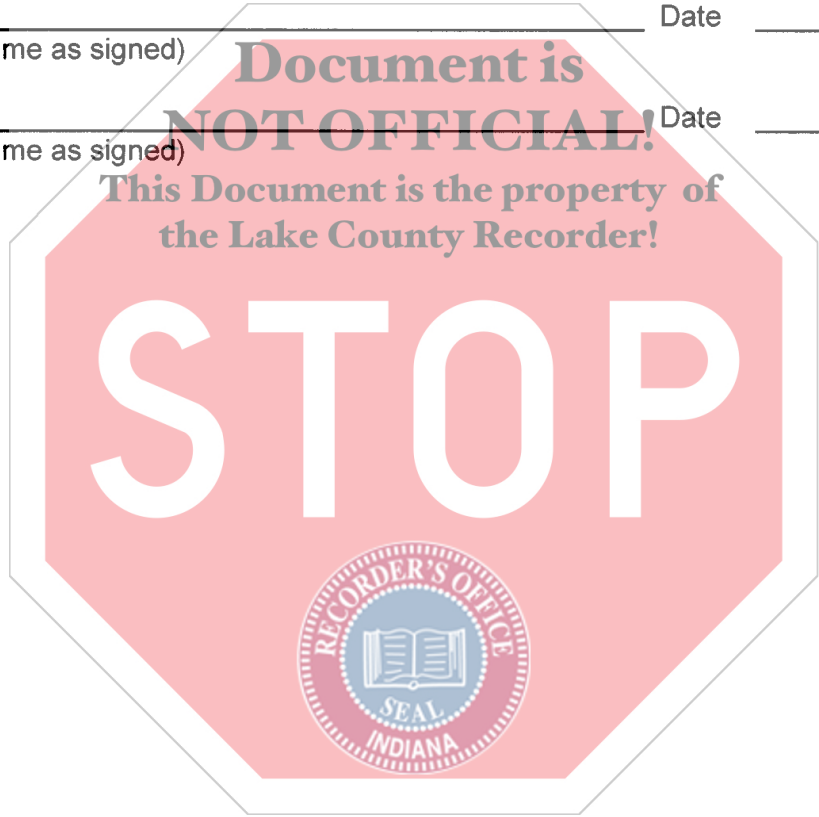 Date
me as signed)
Document is
NOT OFFICIAL!
Date
me as signed)
This Document is the property of
the Lake County Recorder!
STOP
RECORDER'S OFFICE
SEAL
INDIANA